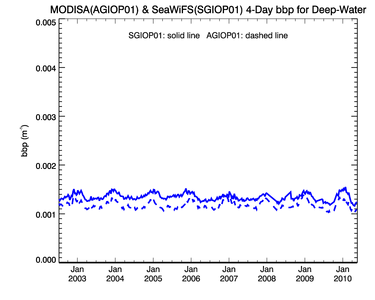 MODISA(AGIOP01) & SeaWiFS(SGIOP01) 4-Day bbp for Deep-Water
SGIOP01: solid line AGIOP01: dashed line
0.005
0.004
0.003
0.002
0.001
0.000
bbp (m⁻)
Jan Jan Jan Jan Jan Jan Jan Jan
2003 2004 2005 2006 2007 2008 2009 2010